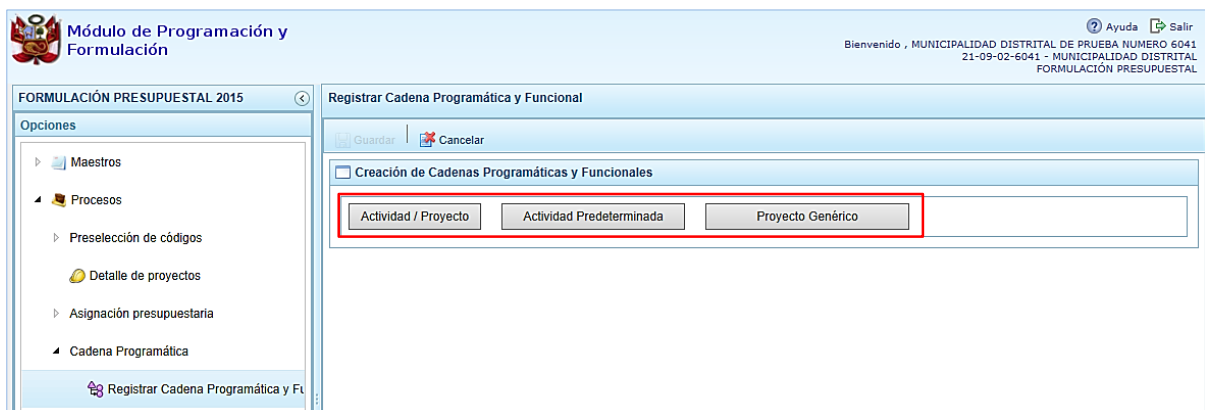 Módulo de Programación y
Formulación
Ayuda Salir
Bienvenido , MUNICIPALIDAD DISTRITAL DE PRUEBA NUMERO 6041
21-09-02-6041 - MUNICIPALIDAD DISTRITAL
FORMULACIÓN PRESUPUESTAL
FORMULACIÓN PRESUPUESTAL 2015
Opciones
Maestros
Procesos
Preselección de códigos
Detalle de proyectos
Asignación presupuestaria
Cadena Programática
Registrar Cadena Programática y Fu
Registrar Cadena Programática y Funcional
Guardar Cancelar
Creación de Cadenas Programáticas y Funcionales
Actividad / Proyecto Actividad Predeterminada Proyecto Genérico